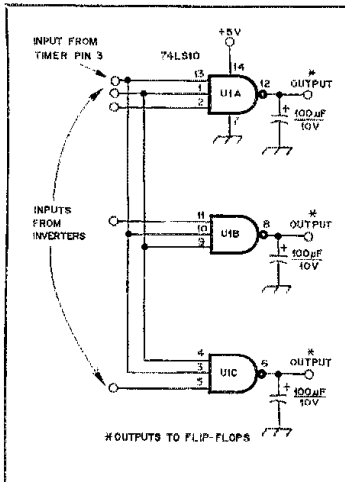 INPUT FROM
TIMER PIN 3
74LS10
+5V
14
13
1
2
U1A
12
7
*
OUTPUT
+
100µF
10V
INPUTS
FROM
INVERTERS
11
10
9
U1B
8
*
OUTPUT
+
100µF
10V
4
3
5
U1C
6
*
OUTPUT
+
100µF
10V
*OUTPUTS TO FLIP-FLOPS